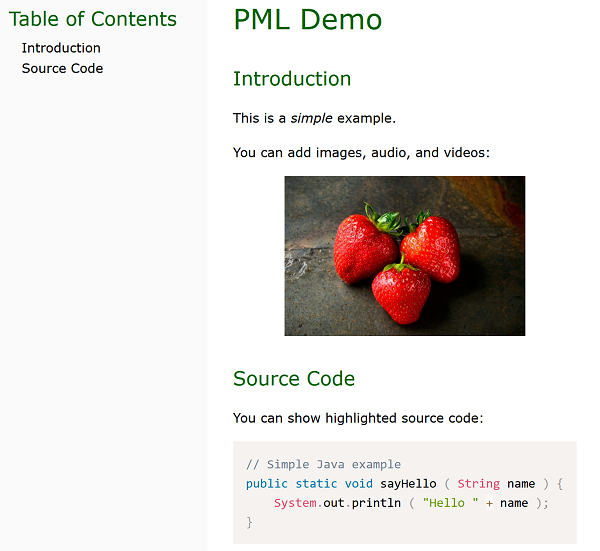 Table of Contents
Introduction
Source Code
PML Demo
Introduction
This is a simple example.
You can add images, audio, and videos:
Source Code
You can show highlighted source code:
// Simple Java example
public static void sayHello ( String name ) {
    System.out.println ( "Hello " + name );
}